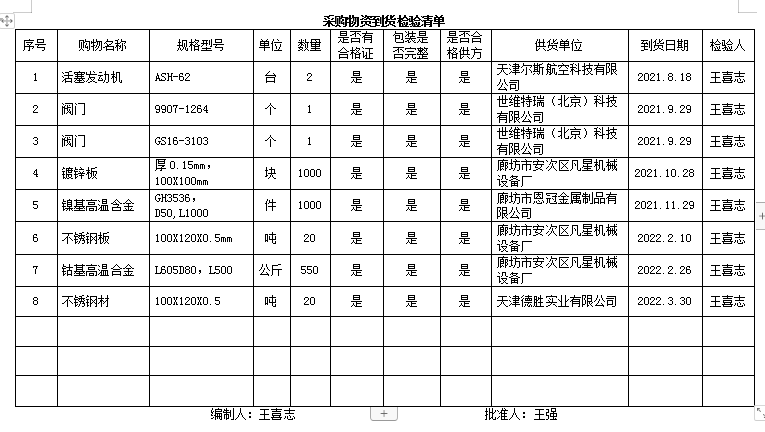 采购物资到货检验清单
序号 购物名称 规格型号 单位 数量 是否有合格证 包装是否完整 是否合格供方 供货单位 到货日期 检验人
1 活塞发动机 ASH-62 台 2 是 是 是 天津尔斯航空科技有限公司 2021.8.18 王喜志
2 阀门 9907-1264 个 1 是 是 是 世维特瑞（北京）科技有限公司 2021.9.29 王喜志
3 阀门 GS16-3103 个 1 是 是 是 世维特瑞（北京）科技有限公司 2021.9.29 王喜志
4 镀锌板 厚0.15mm，100X100mm 块 1000 是 是 是 廊坊市安次区凡星机械设备厂 2021.10.28 王喜志
5 镍基高温含金 GH3536，D50,L1000 件 1000 是 是 是 廊坊市恩冠金属制品有限公司 2021.11.29 王喜志
6 不锈钢板 100X120X0.5mm 吨 20 是 是 是 廊坊市安次区凡星机械设备厂 2022.2.10 王喜志
7 钴基高温合金 L605D80，L500 公斤 550 是 是 是 廊坊市安次区凡星机械设备厂 2022.2.26 王喜志
8 不锈钢材 100X120X0.5 吨 20 是 是 是 天津德胜实业有限公司 2022.3.30 王喜志
编制人：王喜志 批准人：王强